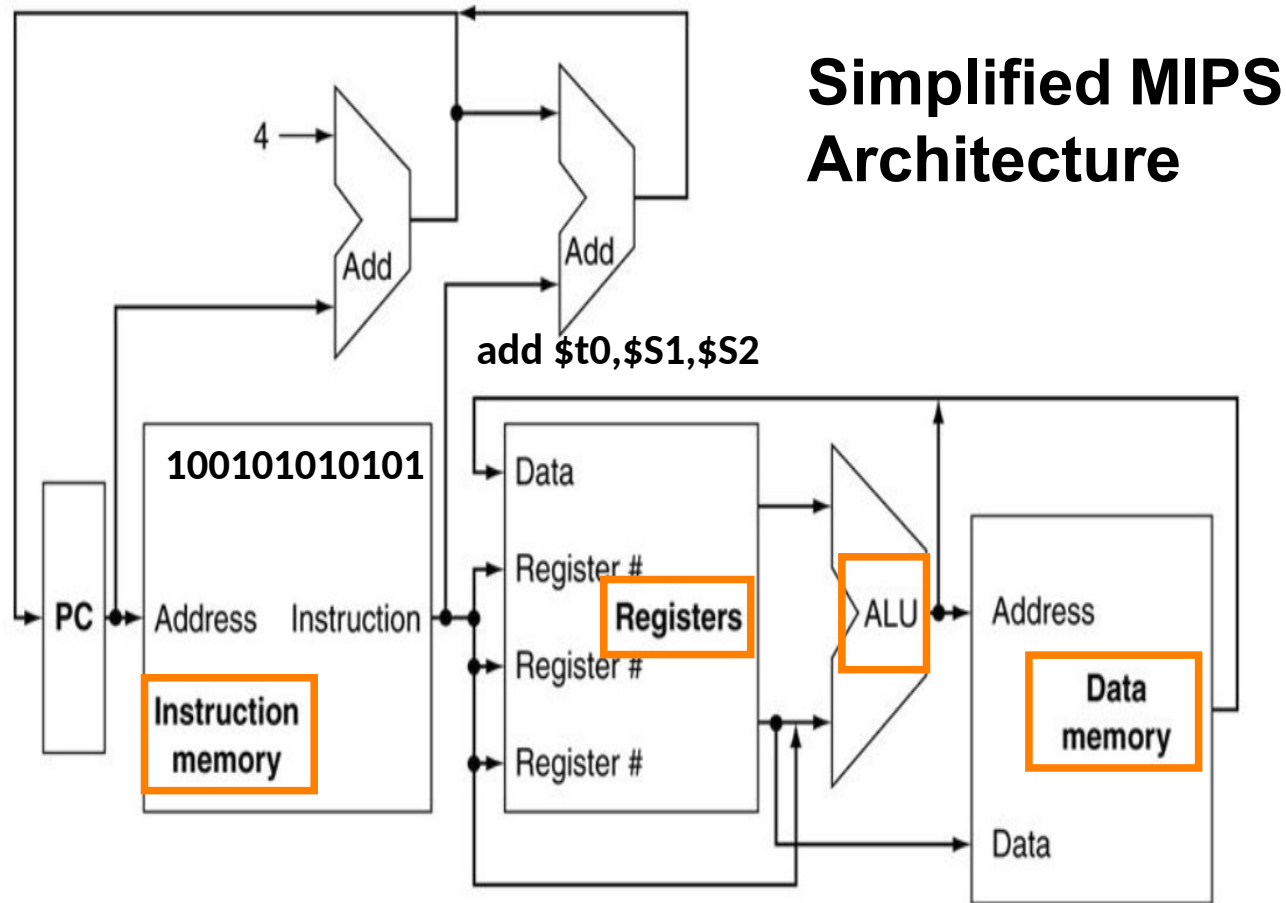 Simplified MIPS
Architecture
4
Add
Add
add $t0,$S1,$S2
100101010101
PC
Address
Instruction
Instruction
memory
Data
Register #
Registers
Register #
Register #
ALU
Address
Data
memory
Data